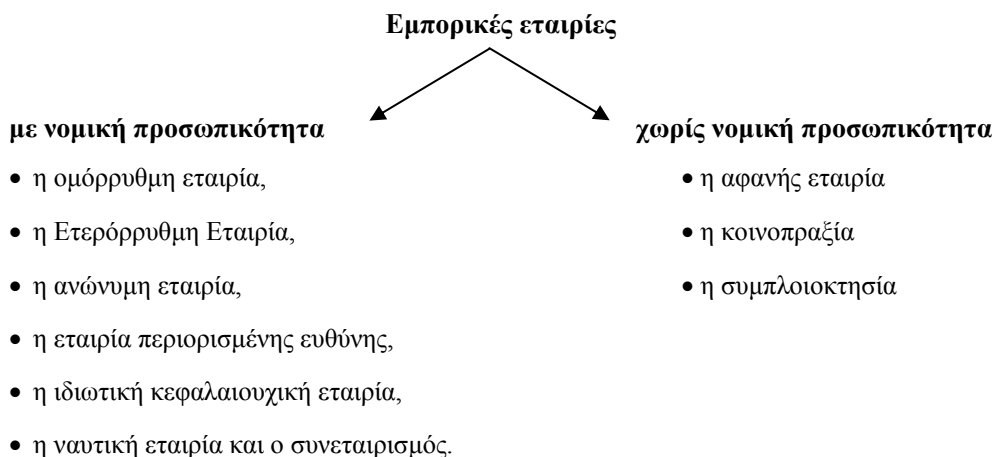 Εμπορικές εταιρίες
με νομική προσωπικότητα
• η ομόρρυθμη εταιρία,
• η Ετερόρρυθμη Εταιρία,
• η ανώνυμη εταιρία,
• η εταιρία περιορισμένης ευθύνης,
• η ιδιωτική κεφαλαιουχική εταιρία,
• η ναυτική εταιρία και ο συνεταιρισμός.
χωρίς νομική προσωπικότητα
• η αφανής εταιρία
• η κοινοπραξία
• η συμπλοιοκτησία